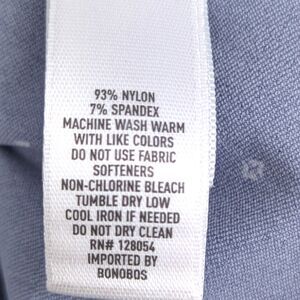 93% NYLON
7% SPANDEX
MACHINE WASH WARM
WITH LIKE COLORS
DO NOT USE FABRIC
SOFTENERS
NON-CHLORINE BLEACH
TUMBLE DRY LOW
COOL IRON IF NEEDED
DO NOT DRY CLEAN
RN# 128054
IMPORTED BY
BONOBOS